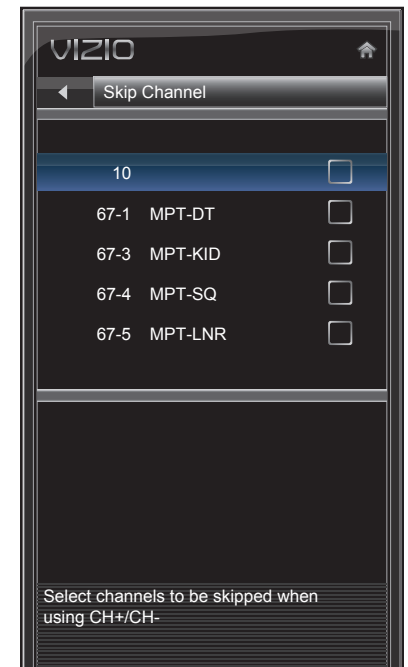 VIZIO
Skip Channel
10
67-1 MPT-DT
67-3 MPT-KID
67-4 MPT-SQ
67-5 MPT-LNR
Select channels to be skipped when
using CH+/CH-